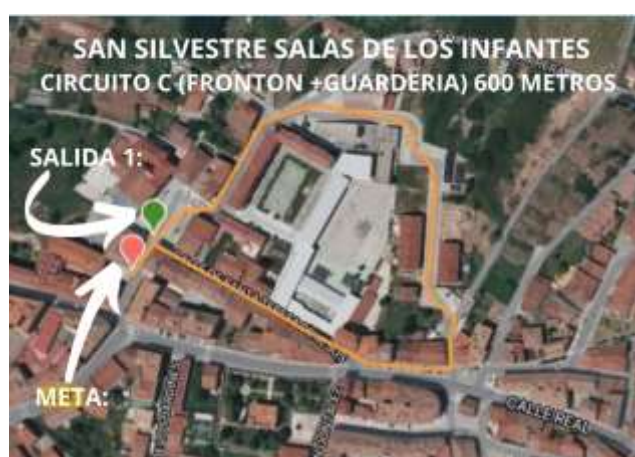 SAN SILVESTRE SALAS DE LOS INFANTES
CIRCUITO C (FRONTON +GUARDERIA) 600 METROS
SALIDA 1:
META:
CALLE REAL